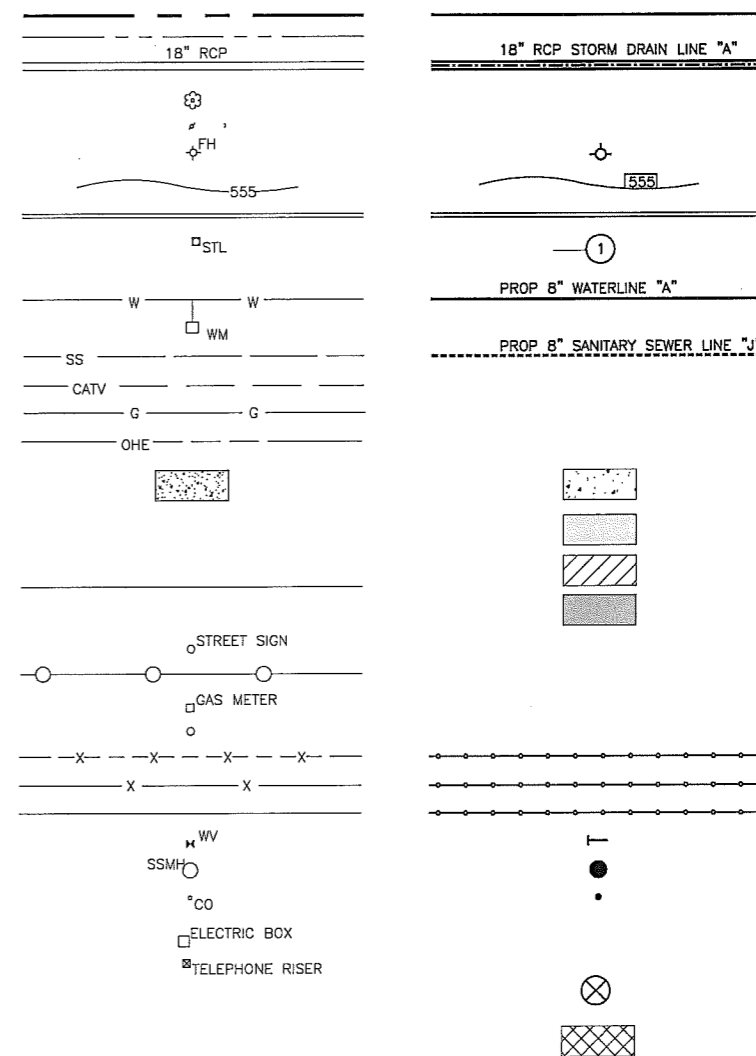 18" RCP
18" RCP STORM DRAIN LINE "A"
FH
555
555
STL
1
W W
PROP 8" WATERLINE "A"
WM
PROP 8" SANITARY SEWER LINE "J
SS
CATV
G G
OHE
STREET SIGN
GAS METER
X X X X
X X
WV
SSMH
CO
ELECTRIC BOX
TELEPHONE RISER